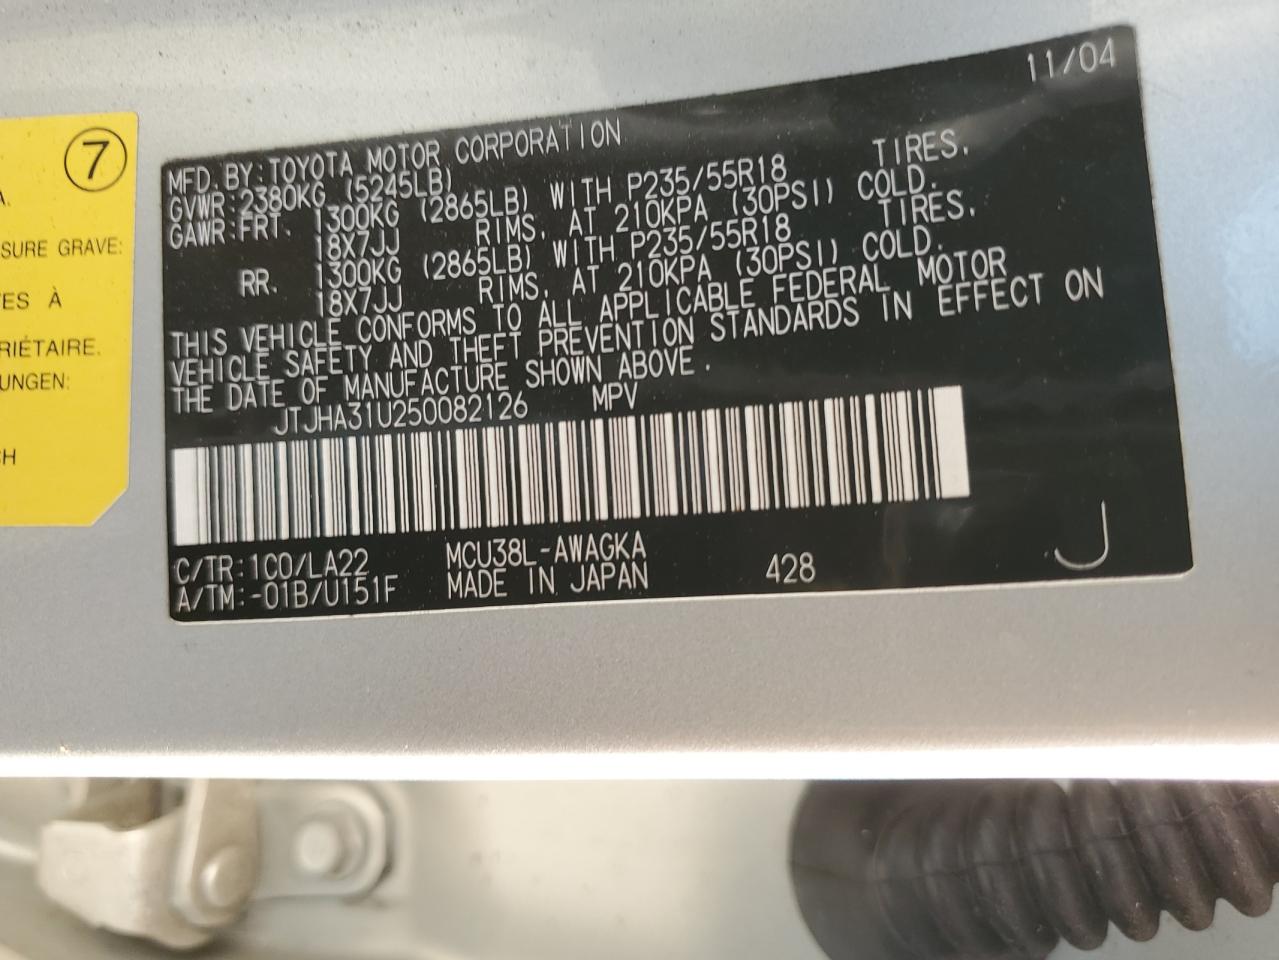 7
A.
SURE GRAVE:
TES À
RIÉTAIRE.
UNGEN:
CH
11/04
MFD. BY: TOYOTA MOTOR CORPORATION
GVWR: 2380KG (5245LB)
GAWR: FRT. 1300KG (2865LB) WITH P235/55R18 TIRES,
18X7JJ RIMS, AT 210KPA (30PSI) COLD.
RR. 1300KG (2865LB) WITH P235/55R18 TIRES,
18X7JJ RIMS, AT 210KPA (30PSI) COLD.
THIS VEHICLE CONFORMS TO ALL APPLICABLE FEDERAL MOTOR
VEHICLE SAFETY AND THEFT PREVENTION STANDARDS IN EFFECT ON
THE DATE OF MANUFACTURE SHOWN ABOVE.
JTJHA31U250082126 MPV
C/TR: 1C0/LA22 MCU38L-AWAGKA
A/TM: -01B/U151F MADE IN JAPAN 428
J